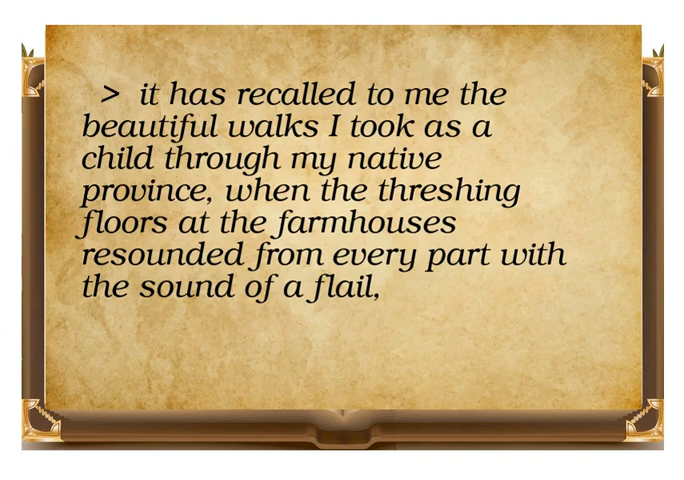 > it has recalled to me the
beautiful walks I took as a
child through my native
province, when the threshing
floors at the farmhouses
resounded from every part with
the sound of a flail,